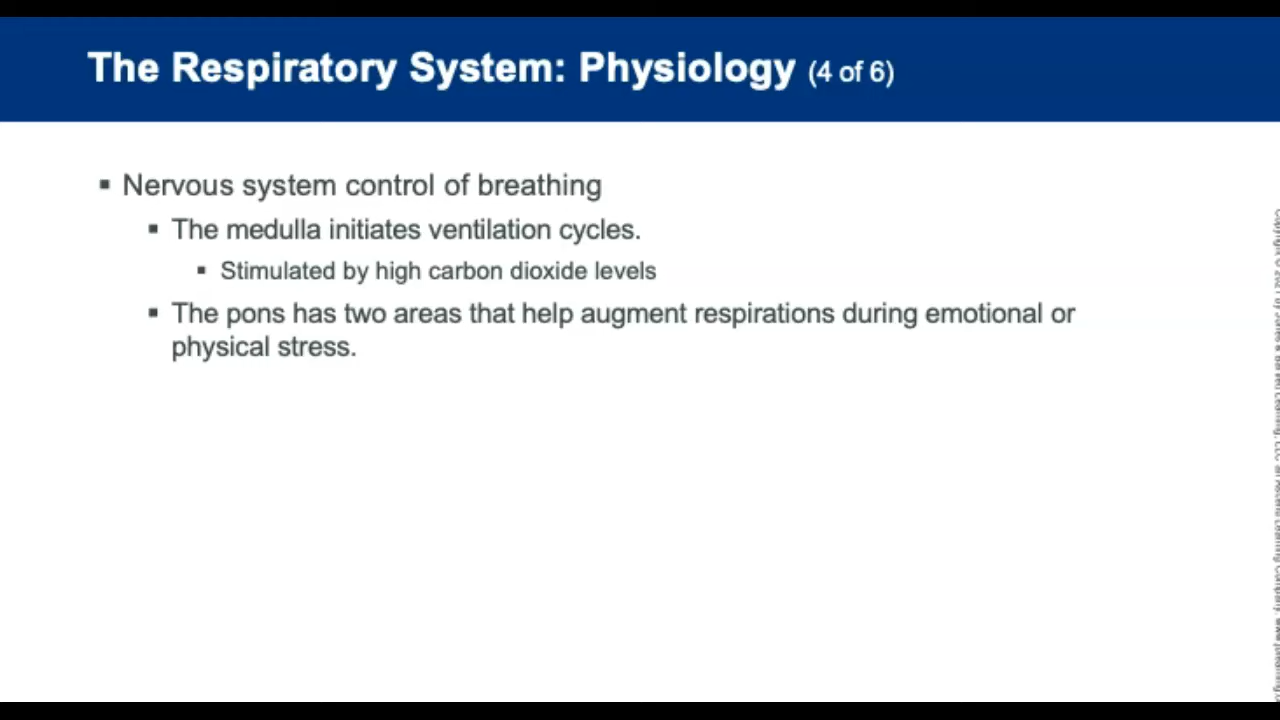 The Respiratory System: Physiology (4 of 6)
▪ Nervous system control of breathing
▪ The medulla initiates ventilation cycles.
▪ Stimulated by high carbon dioxide levels
▪ The pons has two areas that help augment respirations during emotional or
physical stress.